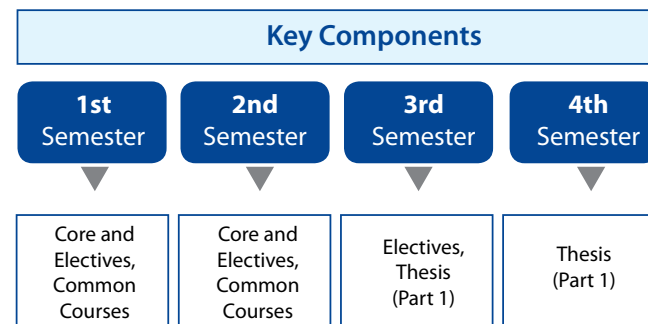 Key Components
1st
Semester
2nd
Semester
3rd
Semester
4th
Semester
Core and
Electives,
Common
Courses
Core and
Electives,
Common
Courses
Electives,
Thesis
(Part 1)
Thesis
(Part 1)